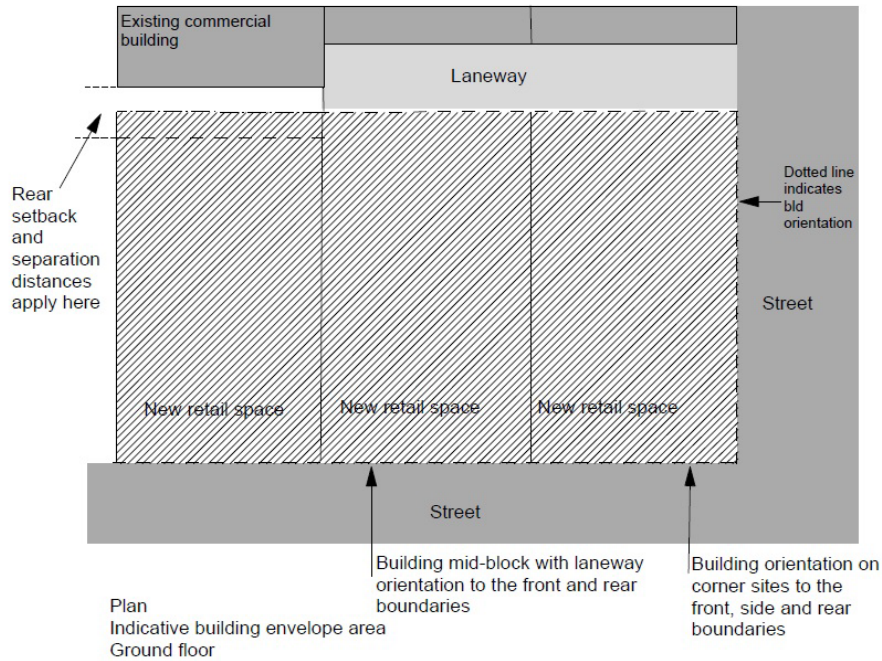 Existing commercial
building
Laneway
Rear
setback
and
separation
distances
apply here
Dotted line
indicates
bld
orientation
Street
New retail space
New retail space
New retail space
Street
Building mid-block with laneway
orientation to the front and rear
boundaries
Building orientation on
corner sites to the
front, side and rear
boundaries
Plan
Indicative building envelope area
Ground floor